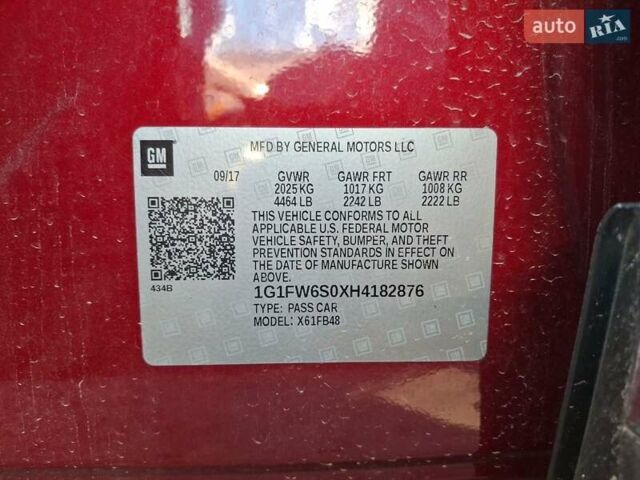 auto RIA.com
GM
MFD BY GENERAL MOTORS LLC
09/17 GVWR GAWR FRT GAWR RR
2025 KG 1017 KG 1008 KG
4464 LB 2242 LB 2222 LB
THIS VEHICLE CONFORMS TO ALL
APPLICABLE U.S. FEDERAL MOTOR
VEHICLE SAFETY, BUMPER, AND THEFT
PREVENTION STANDARDS IN EFFECT ON
THE DATE OF MANUFACTURE SHOWN
ABOVE.
434B
1G1FW6S0XH4182876
TYPE: PASS CAR
MODEL: X61FB48